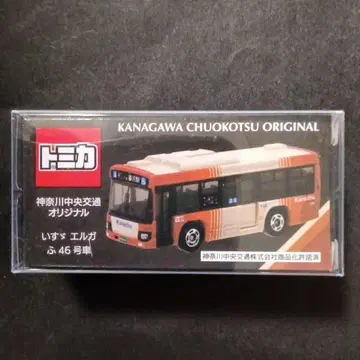 KANAGAWA CHUOKOTSU ORIGINAL
トミカ
神奈川中央交通
オリジナル
いすゞ エルガ
ふ 46 号車
神奈川中央交通株式会社商品化許諾済